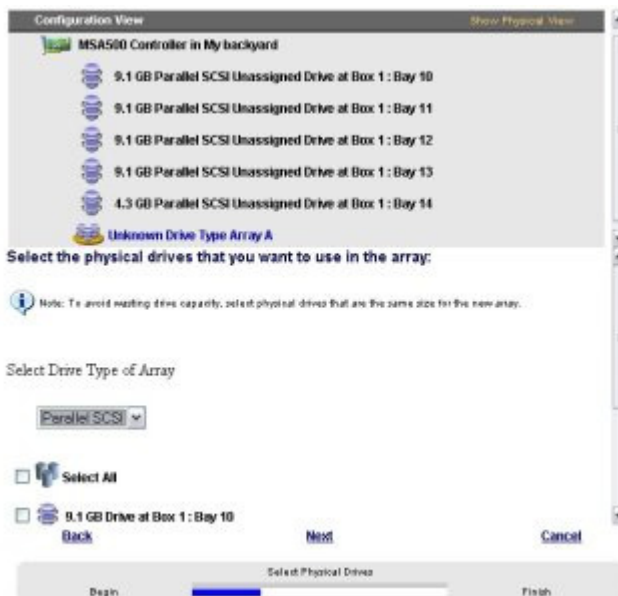 Configuration View Show Physical View
MSA500 Controller in My backyard
9.1 GB Parallel SCSI Unassigned Drive at Box 1 : Bay 10
9.1 GB Parallel SCSI Unassigned Drive at Box 1 : Bay 11
9.1 GB Parallel SCSI Unassigned Drive at Box 1 : Bay 12
9.1 GB Parallel SCSI Unassigned Drive at Box 1 : Bay 13
4.3 GB Parallel SCSI Unassigned Drive at Box 1 : Bay 14
Unknown Drive Type Array A
Select the physical drives that you want to use in the array:
Note: To avoid wasting drive capacity, select physical drives that are the same size for the new array.
Select Drive Type of Array
Parallel SCSI
Select All
9.1 GB Drive at Box 1 : Bay 10
Back Next Cancel
Select Physical Drives
Begin Finish